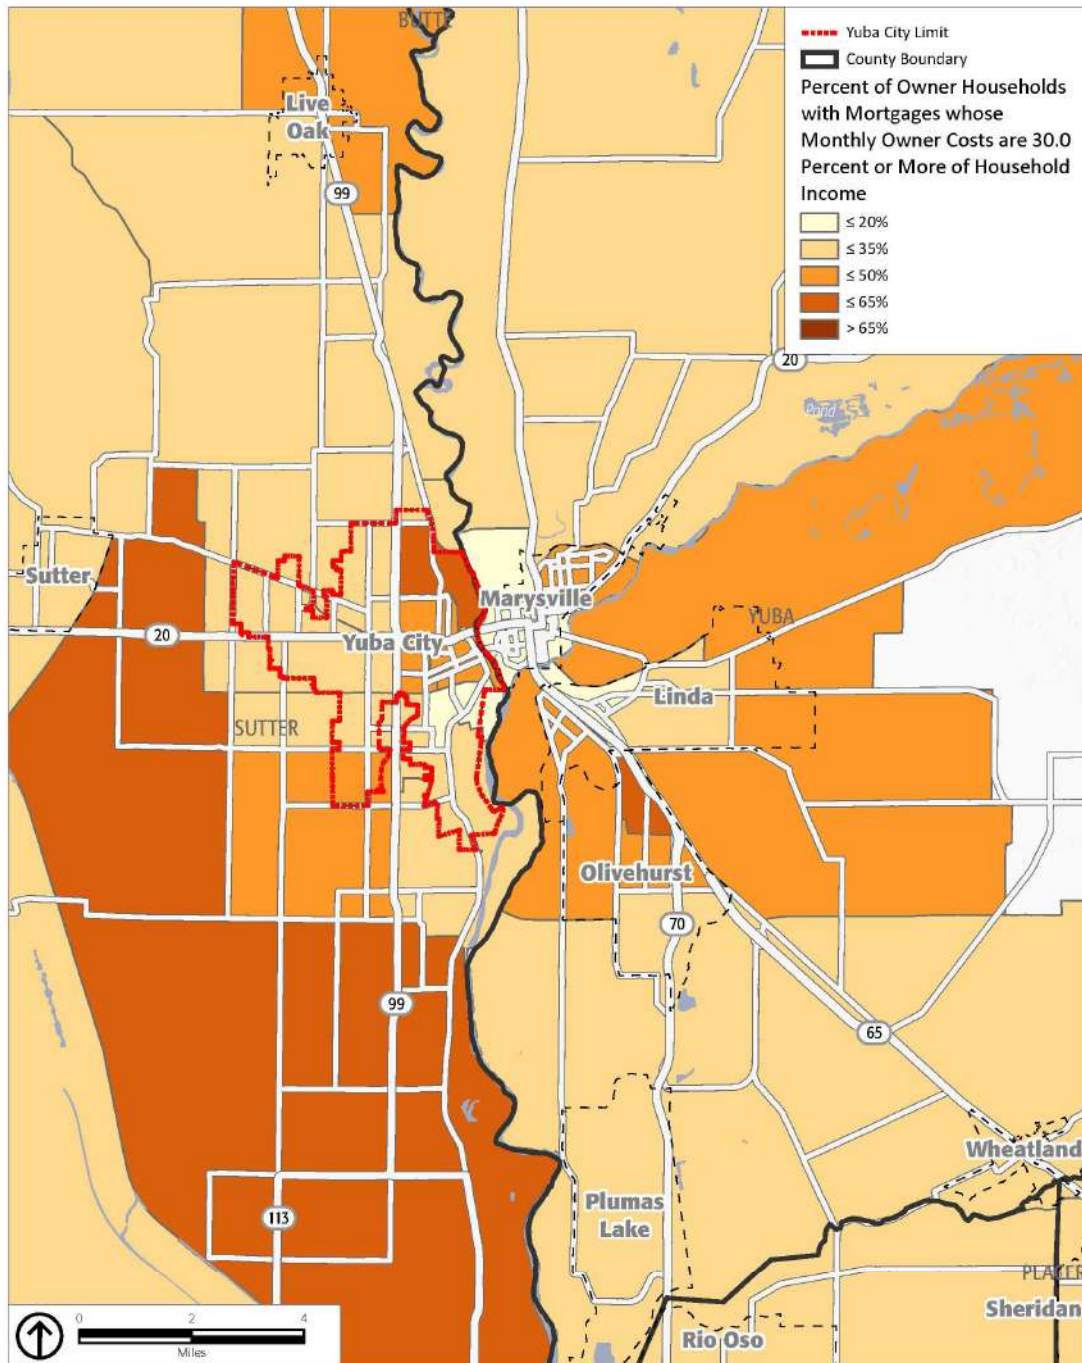 BUTTE
Yuba City Limit
County Boundary
Percent of Owner Households
with Mortgages whose
Monthly Owner Costs are 30.0
Percent or More of Household
Income
≤ 20%
≤ 35%
≤ 50%
≤ 65%
> 65%
Live
Oak
99
20
Pond
Sutter
20
Yuba City
Marysville
YUBA
Linda
SUTTER
Olivehurst
70
99
65
Wheatland
Plumas
Lake
113
PLACER
Sheridan
Rio Oso
0 2 4
Miles